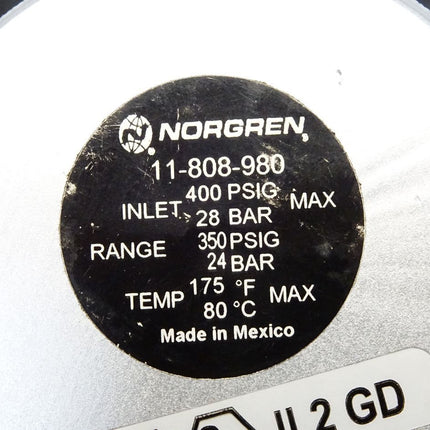 NORGREN®
11-808-980
INLET 400 PSIG 28 BAR MAX
RANGE 350 PSIG 24 BAR
TEMP 175 °F 80 °C MAX
Made in Mexico
II 2 GD